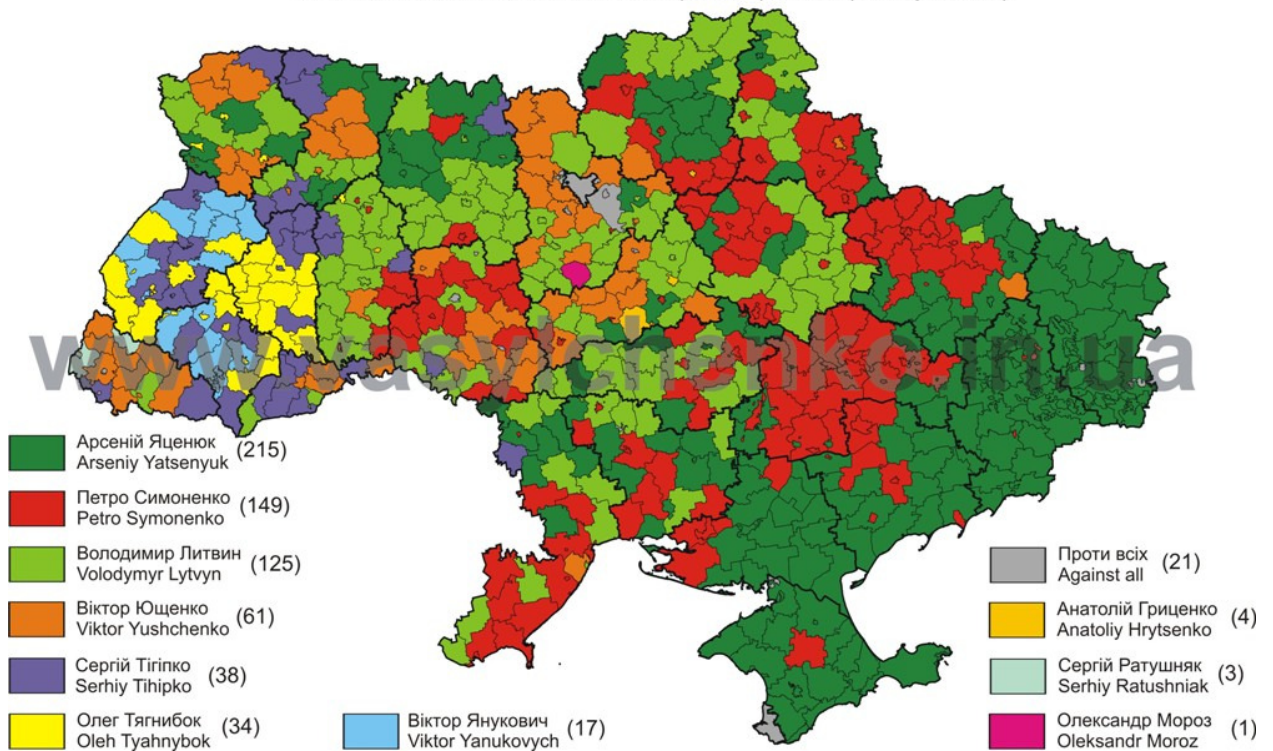 www.vasylchenko.in.ua
Арсеній Яценюк
Arseniy Yatsenyuk (215)
Петро Симоненко
Petro Symonenko (149)
Володимир Литвин
Volodymyr Lytvyn (125)
Віктор Ющенко
Viktor Yushchenko (61)
Сергій Тігіпко
Serhiy Tihipko (38)
Олег Тягнибок
Oleh Tyahnybok (34)
Віктор Янукович
Viktor Yanukovych (17)
Проти всіх
Against all (21)
Анатолій Гриценко
Anatoliy Hrytsenko (4)
Сергій Ратушняк
Serhiy Ratushniak (3)
Олександр Мороз
Oleksandr Moroz (1)